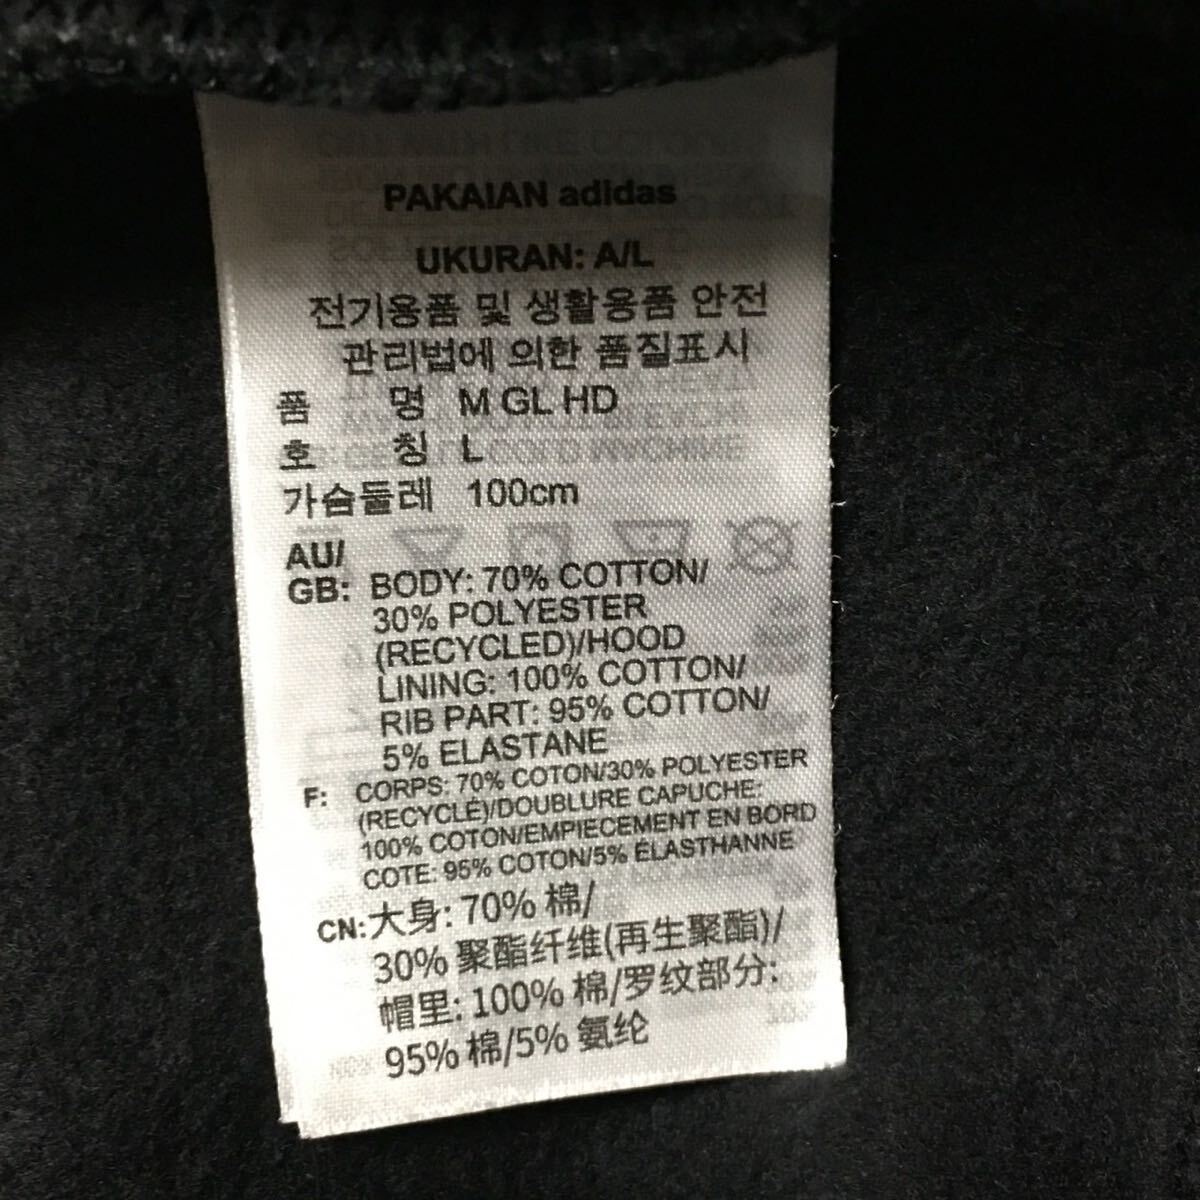 PAKAIAN adidas
UKURAN: A/L
전기용품 및 생활용품 안전
관리법에 의한 품질표시
품 명 M GL HD
호 칭 L
가슴둘레 100cm
AU/
GB: BODY: 70% COTTON/
30% POLYESTER
(RECYCLED)/HOOD
LINING: 100% COTTON/
RIB PART: 95% COTTON/
5% ELASTANE
F: CORPS: 70% COTON/30% POLYESTER
(RECYCLÉ)/DOUBLURE CAPUCHE:
100% COTON/EMPIECEMENT EN BORD
COTE: 95% COTON/5% ÉLASTHANNE
CN: 大身: 70% 棉/
30% 聚酯纤维(再生聚酯)/
帽里: 100% 棉/罗纹部分:
95% 棉/5% 氨纶